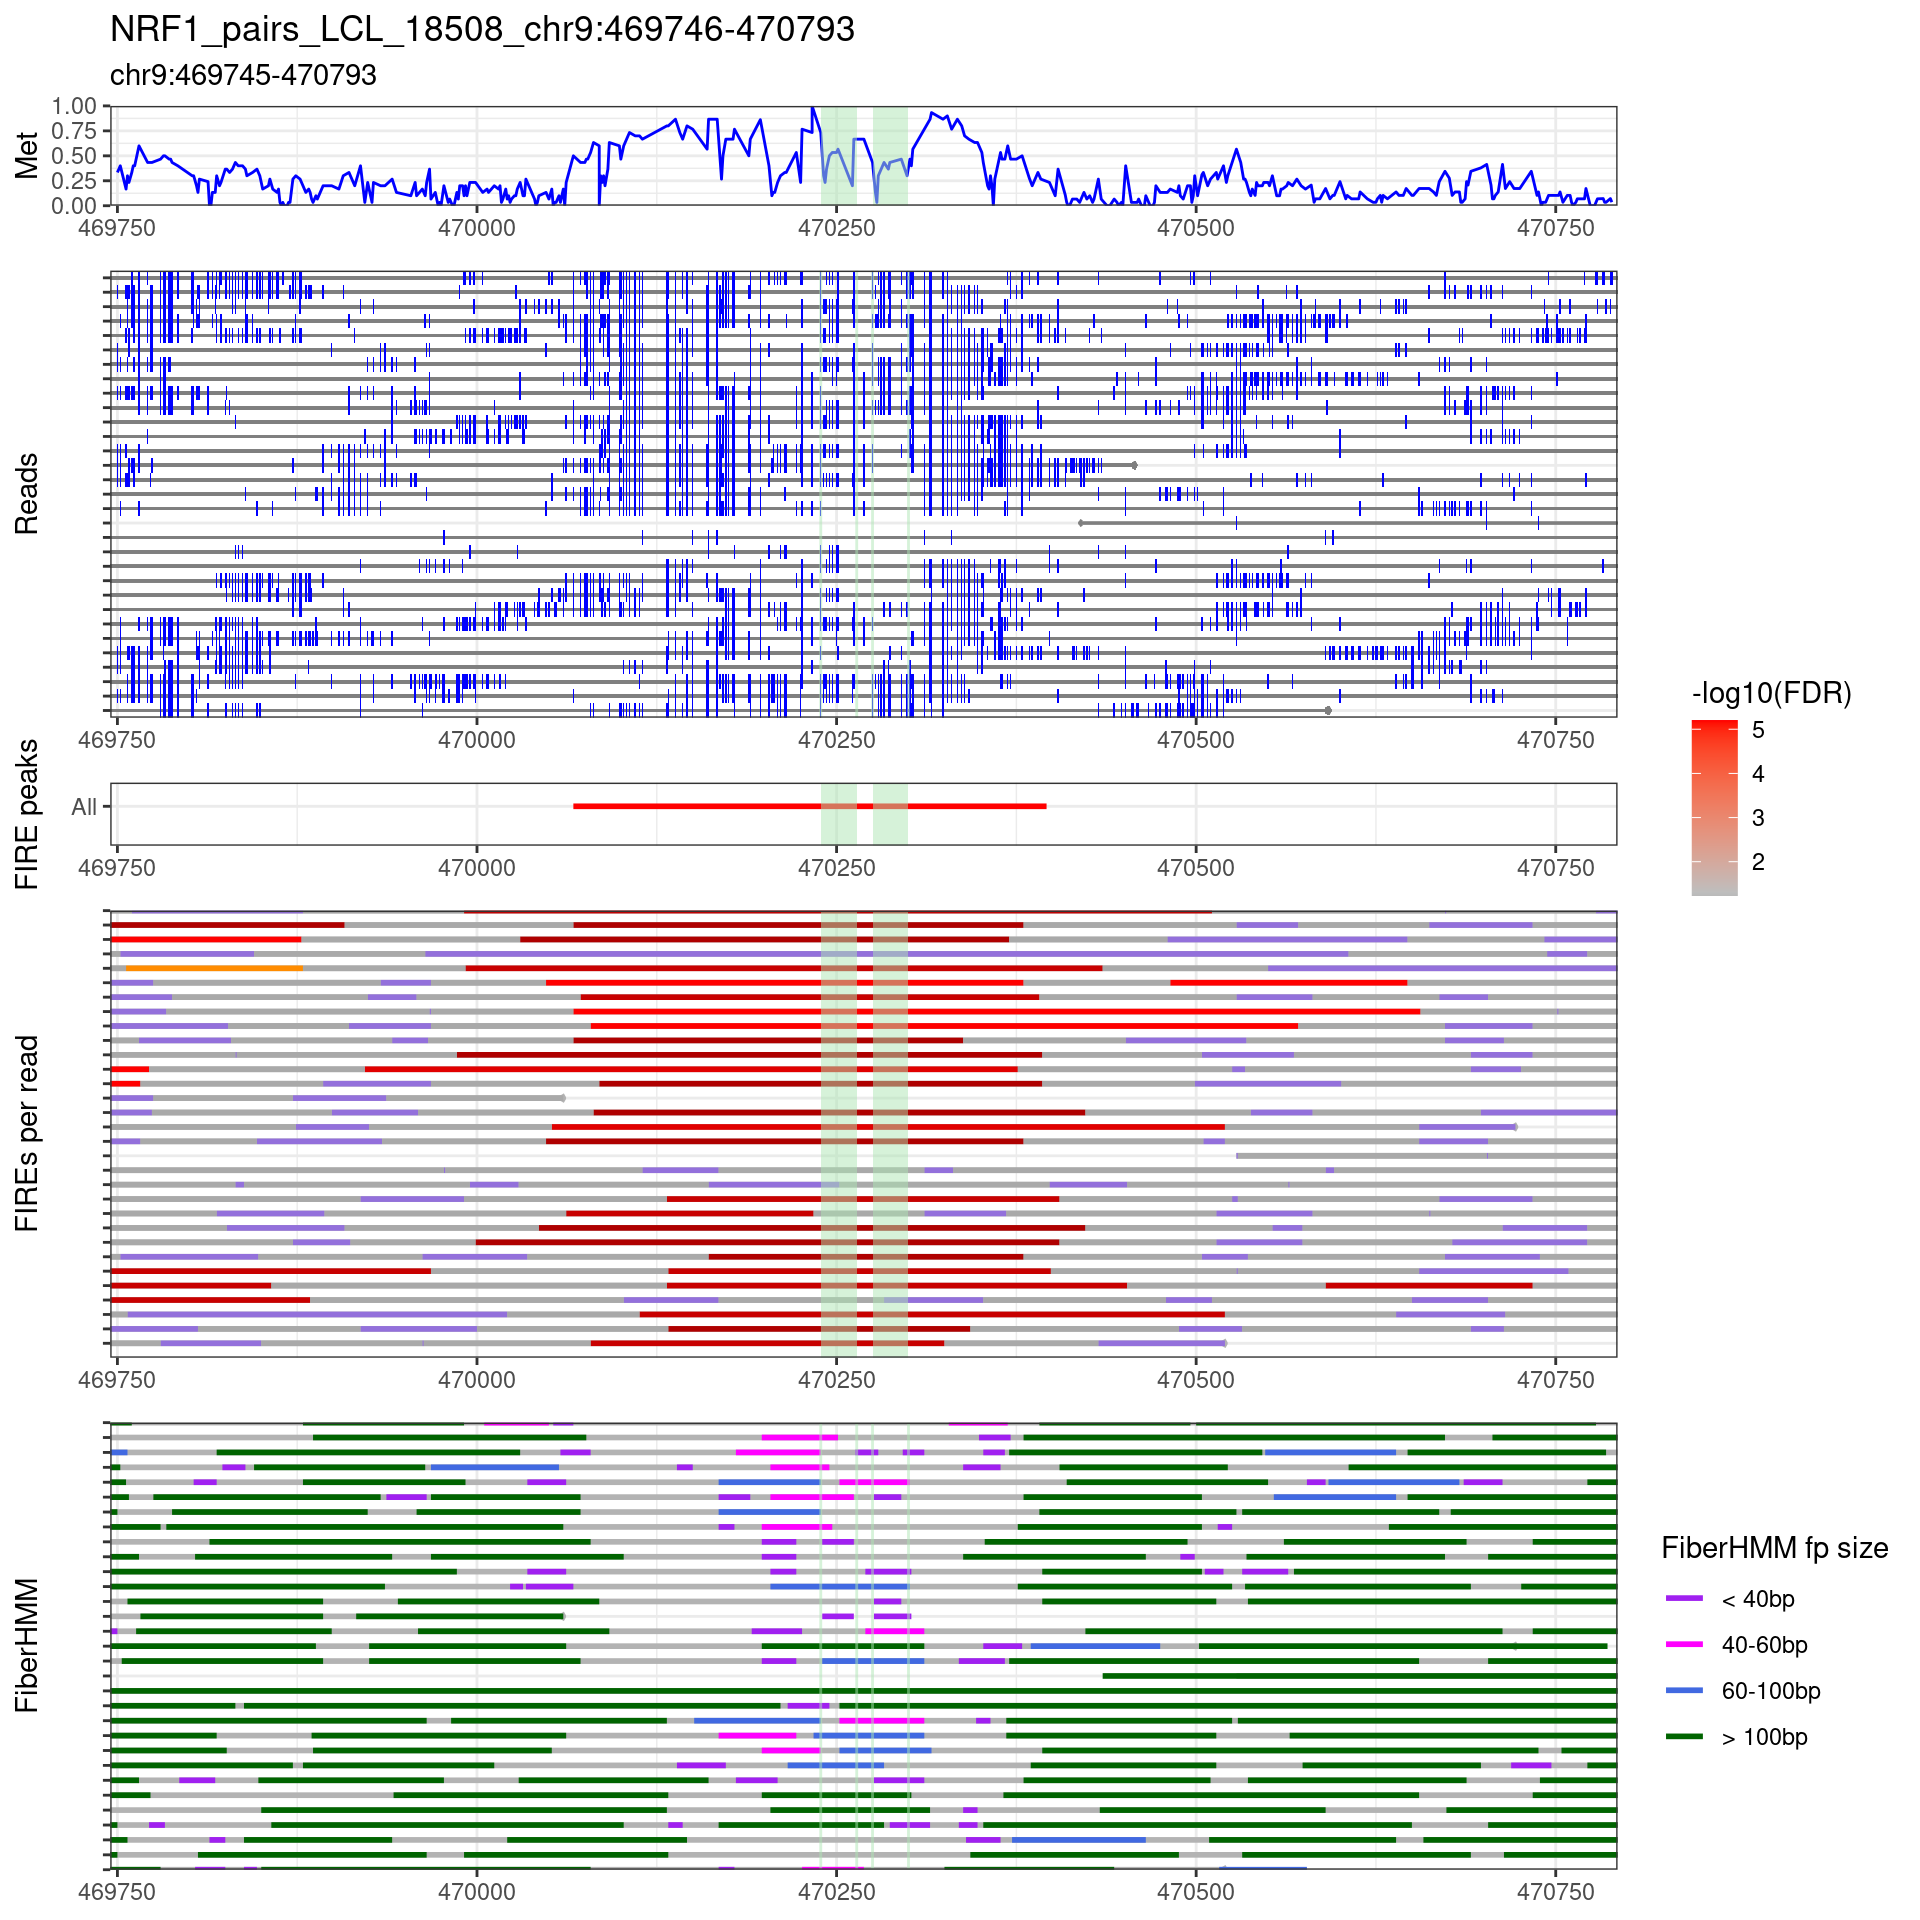 NRF1_pairs_LCL_18508_chr9:469746-470793
chr9:469745-470793
Met
1.00
0.75
0.50
0.25
0.00
469750 470000 470250 470500 470750
Reads
469750 470000 470250 470500 470750
FIRE peaks
All
469750 470000 470250 470500 470750
-log10(FDR)
5
4
3
2
FIREs per read
469750 470000 470250 470500 470750
FiberHMM
469750 470000 470250 470500 470750
FiberHMM fp size
< 40bp
40-60bp
60-100bp
> 100bp